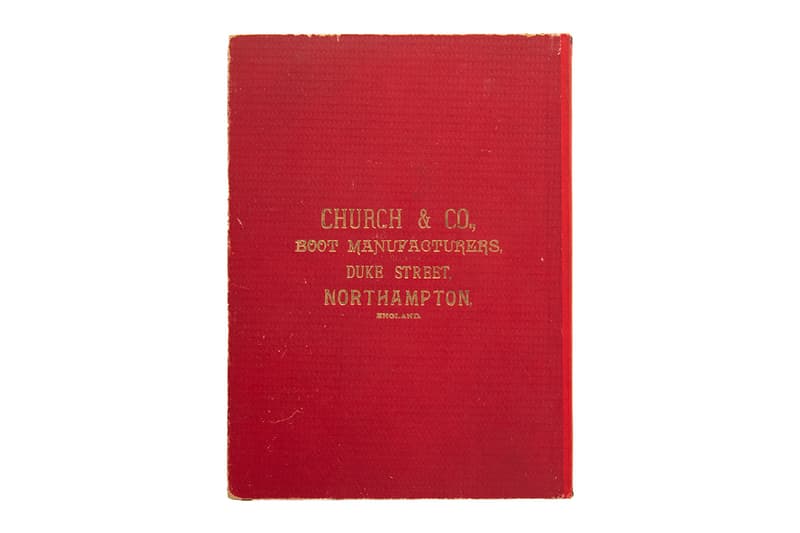 CHURCH & CO.,
BOOT MANUFACTURERS,
DUKE STREET,
NORTHAMPTON,
ENGLAND.